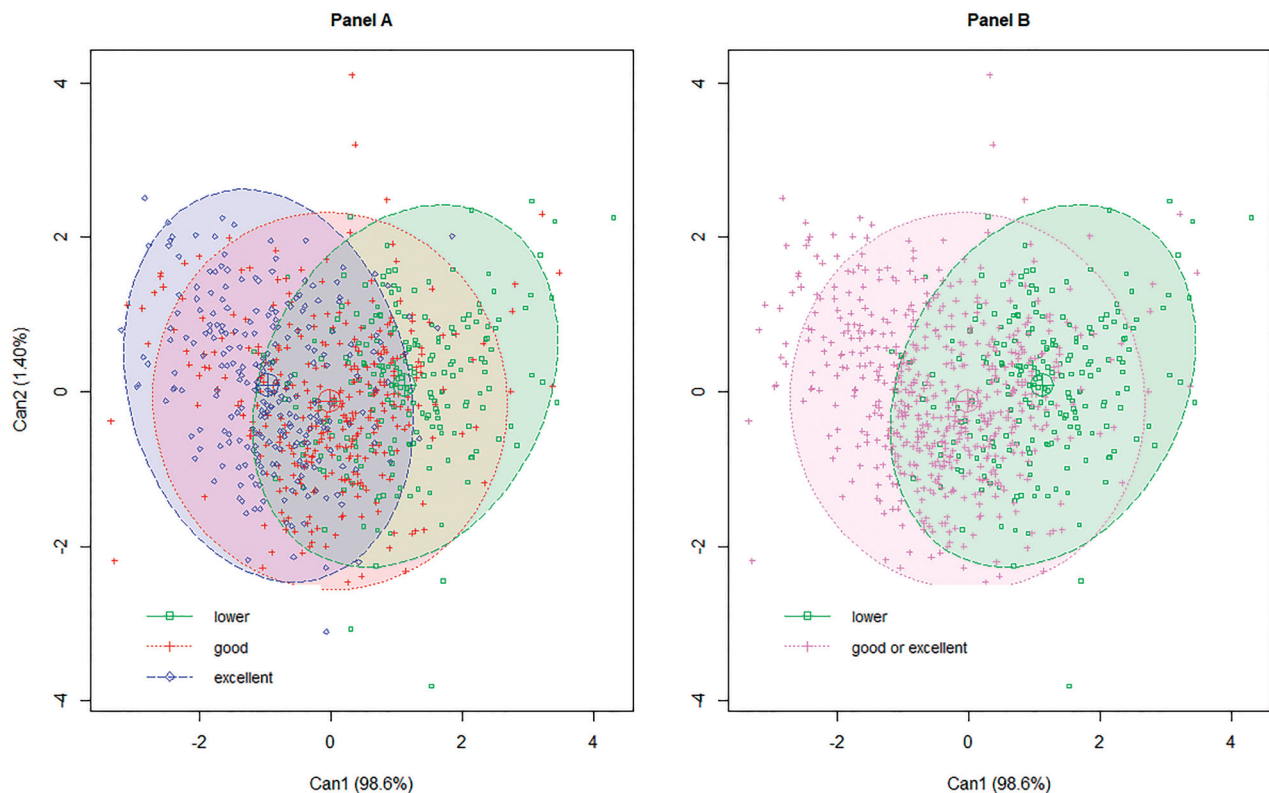 Panel A
Can2 (1.40%)
4
2
0
-2
-4
lower
good
excellent
-2 0 2 4
Can1 (98.6%)
Panel B
4
2
0
-2
-4
lower
good or excellent
-2 0 2 4
Can1 (98.6%)